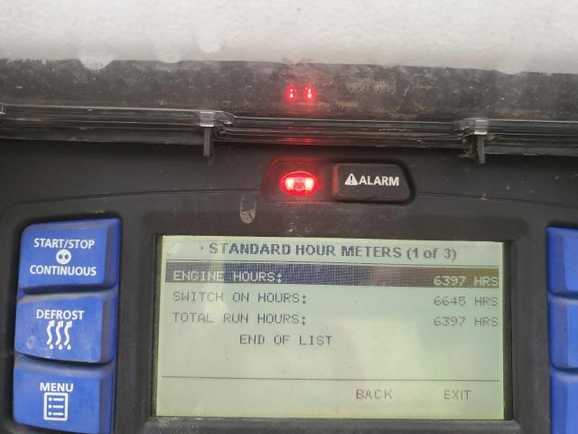 ALARM
START/STOP
CONTINUOUS
DEFROST
MENU
STANDARD HOUR METERS (1 of 3)
ENGINE HOURS: 6397 HRS
SWITCH ON HOURS: 6645 HRS
TOTAL RUN HOURS: 6397 HRS
END OF LIST
BACK EXIT